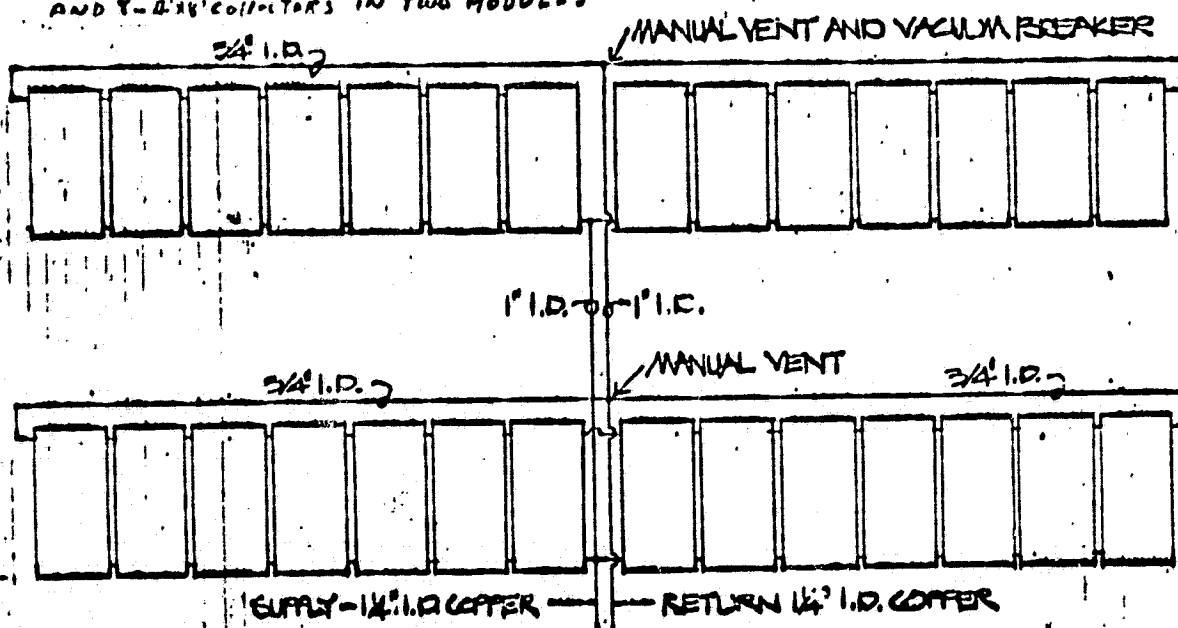 AND 8-4'x8' COLLECTORS IN TWO MODULES
3/4" I.D.
MANUAL VENT AND VACUUM BREAKER
1" I.D.
1" I.D.
MANUAL VENT
3/4" I.D.
3/4" I.D.
SUPPLY-1¼" I.D. COPPER
RETURN 1¼" I.D. COPPER